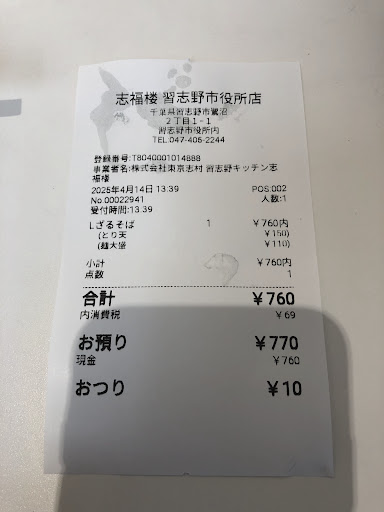 志福楼 習志野市役所店
千葉県習志野市鷺沼
2丁目1-1
習志野市役所内
TEL:047-406-2244
登録番号:T8040001014888
事業者名:株式会社東京志村 習志野キッチン志
福楼
2025年4月14日 13:39 POS:002
No.00022941 人数:1
受付時間:13:39
Lざるそば 1 ¥760内
(とり天 ¥150)
(麺大盛 ¥110)
小計 ¥760内
点数 1
合計 ¥760
内消費税 ¥69
お預り ¥770
現金 ¥760
おつり ¥10